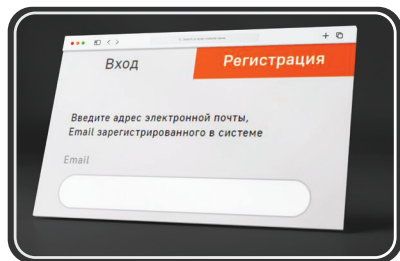 Вход
Регистрация
Введите адрес электронной почты,
Email зарегистрированного в системе
Email